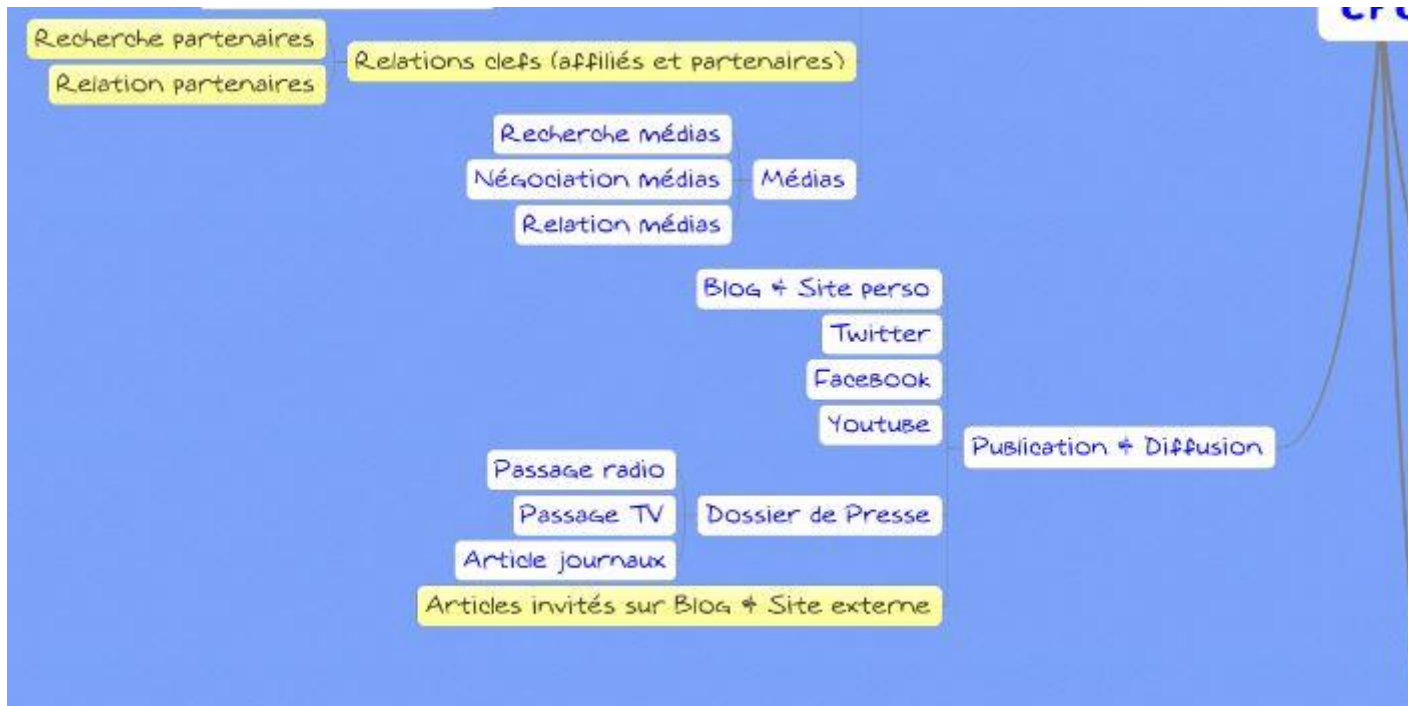 Recherche partenaires
Relation partenaires
Relations clefs (affiliés et partenaires)
Recherche médias
Négociation médias
Relation médias
Médias
Blog & Site perso
Twitter
Facebook
Youtube
Publication & Diffusion
Passage radio
Passage TV
Article journaux
Dossier de Presse
Articles invités sur Blog & Site externe